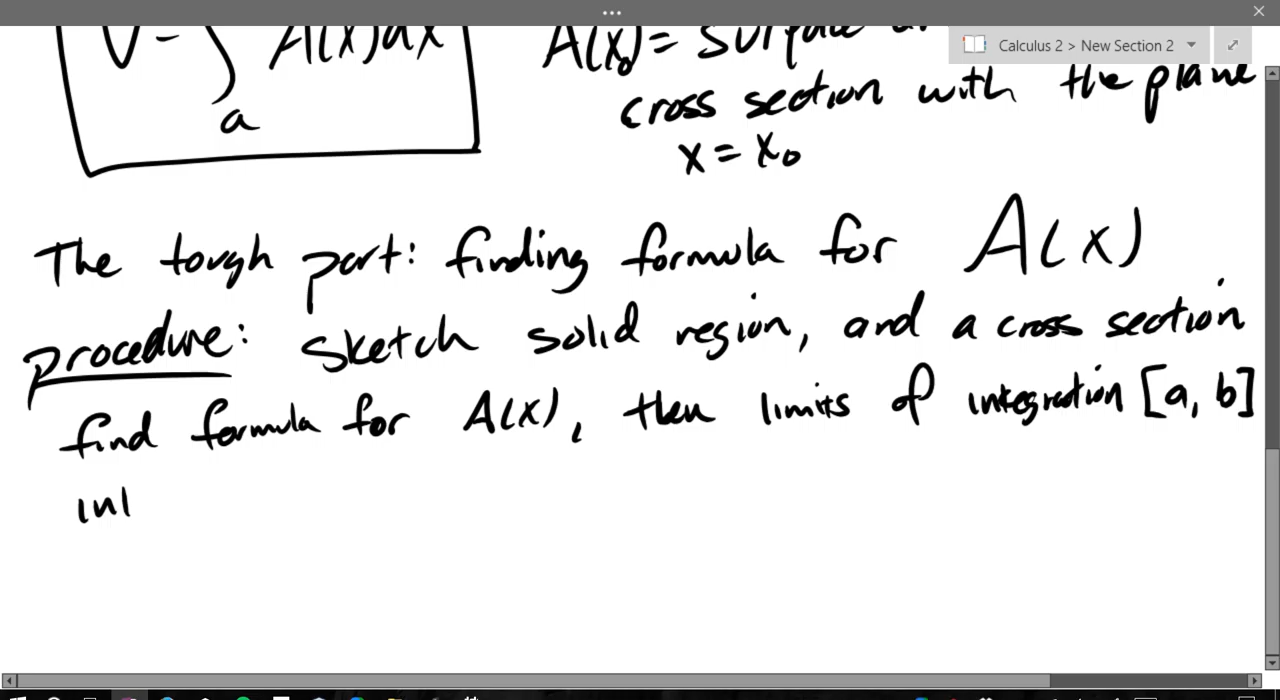 V = ∫ A(x)dx
a
A(x₀) = surface
Calculus 2 > New Section 2
cross section with the plane
x = x₀
The tough part: finding formula for A(x)
procedure: sketch solid region, and a cross section
find formula for A(x), then limits of integration [a, b]